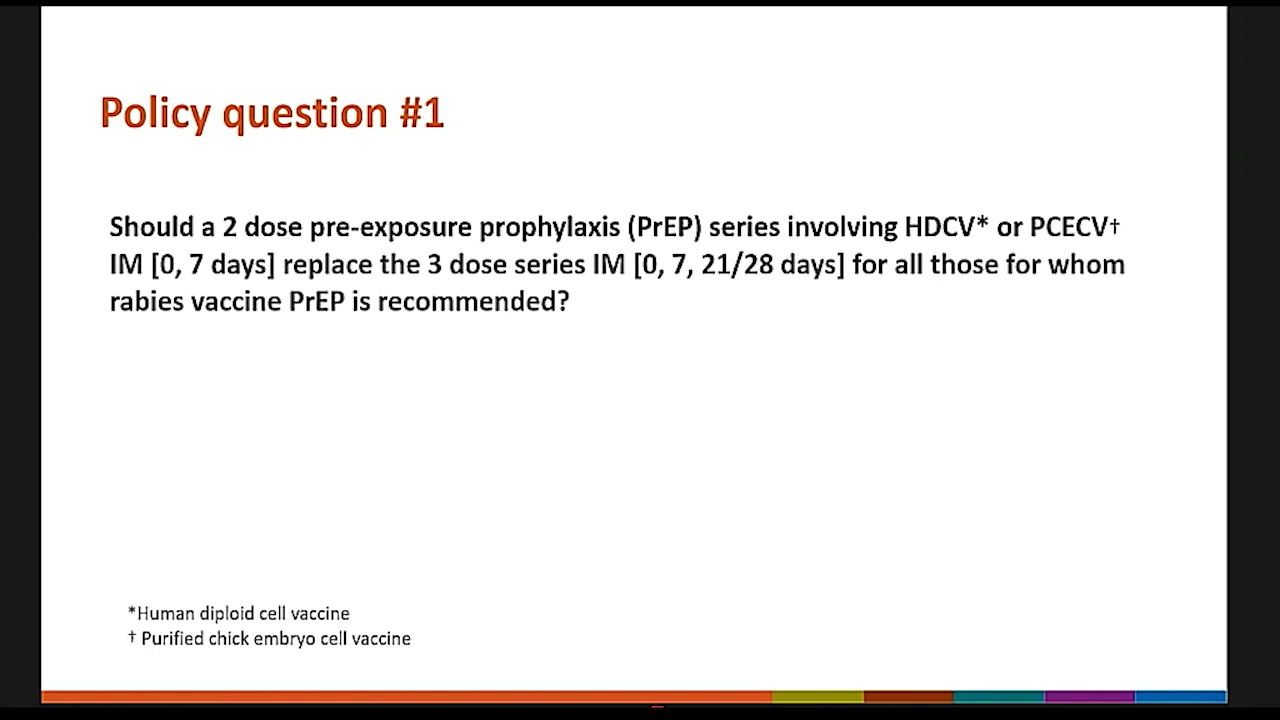 Policy question #1
Should a 2 dose pre-exposure prophylaxis (PrEP) series involving HDCV* or PCECV†
IM [0, 7 days] replace the 3 dose series IM [0, 7, 21/28 days] for all those for whom
rabies vaccine PrEP is recommended?
*Human diploid cell vaccine
† Purified chick embryo cell vaccine